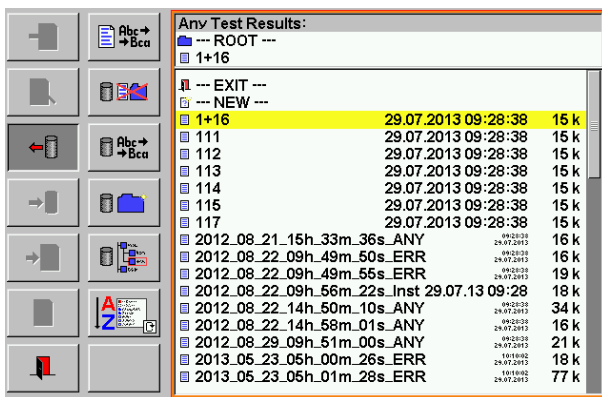 Abc
Bca
Abc
Bca
A
Z
Any Test Results:
--- ROOT ---
1+16
--- EXIT ---
--- NEW ---
1+16 29.07.2013 09:28:38 15 k
111 29.07.2013 09:28:38 15 k
112 29.07.2013 09:28:38 15 k
113 29.07.2013 09:28:38 15 k
114 29.07.2013 09:28:38 15 k
115 29.07.2013 09:28:38 15 k
117 29.07.2013 09:28:38 15 k
2012_08_21_15h_33m_36s_ANY 09:28:38 29.07.2013 16 k
2012_08_22_09h_49m_50s_ERR 09:28:38 29.07.2013 16 k
2012_08_22_09h_49m_55s_ERR 09:28:38 29.07.2013 19 k
2012_08_22_09h_56m_22s_Inst 29.07.13 09:28 18 k
2012_08_22_14h_50m_10s_ANY 09:28:38 29.07.2013 34 k
2012_08_22_14h_58m_01s_ANY 09:28:38 29.07.2013 16 k
2012_08_29_09h_51m_00s_ANY 09:28:38 29.07.2013 21 k
2013_05_23_05h_00m_26s_ERR 10:10:02 29.07.2013 18 k
2013_05_23_05h_01m_28s_ERR 10:10:02 29.07.2013 77 k